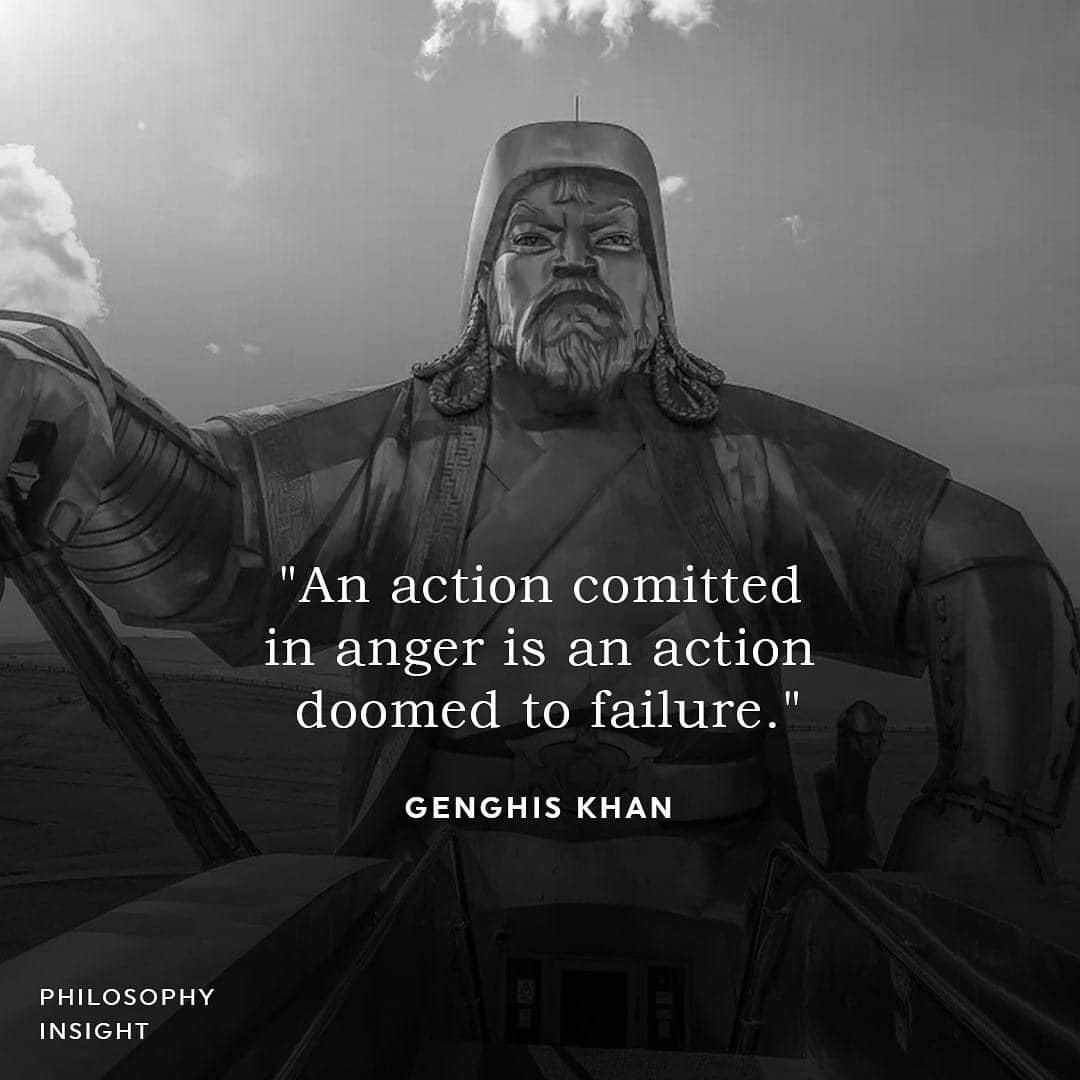 "An action comitted
in anger is an action
doomed to failure."
GENGHIS KHAN
PHILOSOPHY
INSIGHT